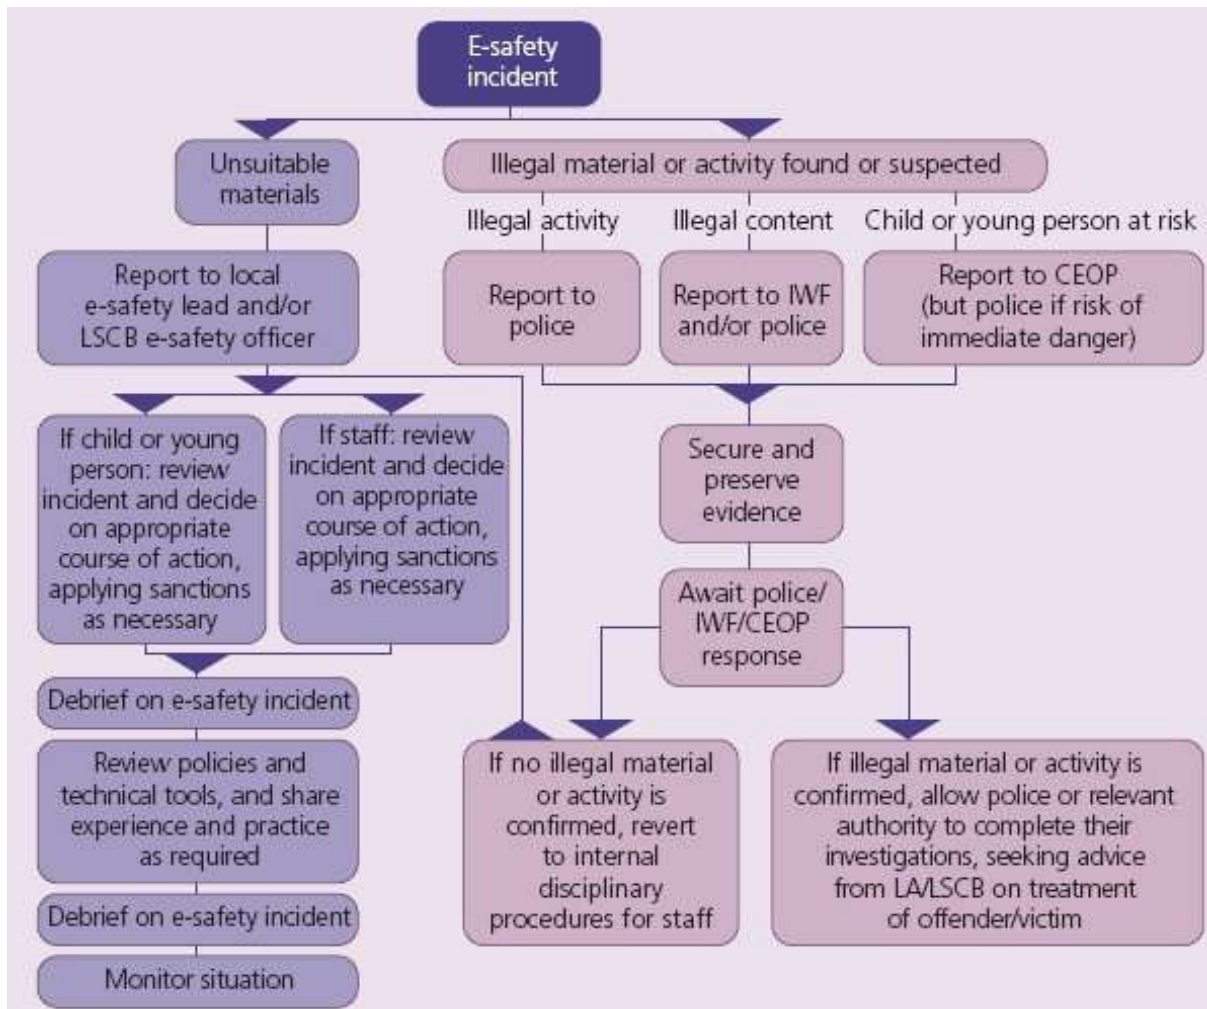 E-safety
incident
Unsuitable
materials
Illegal material or activity found or suspected
Illegal activity
Illegal content
Child or young person at risk
Report to local
e-safety lead and/or
LSCB e-safety officer
Report to
police
Report to IWF
and/or police
Report to CEOP
(but police if risk of
immediate danger)
If child or young
person: review
incident and decide
on appropriate
course of action,
applying sanctions
as necessary
If staff: review
incident and decide
on appropriate
course of action,
applying sanctions
as necessary
Secure and
preserve
evidence
Await police/
IWF/CEOP
response
Debrief on e-safety incident
Review policies and
technical tools, and share
experience and practice
as required
Debrief on e-safety incident
Monitor situation
If no illegal material
or activity is
confirmed, revert
to internal
disciplinary
procedures for staff
If illegal material or activity is
confirmed, allow police or relevant
authority to complete their
investigations, seeking advice
from LA/LSCB on treatment
of offender/victim